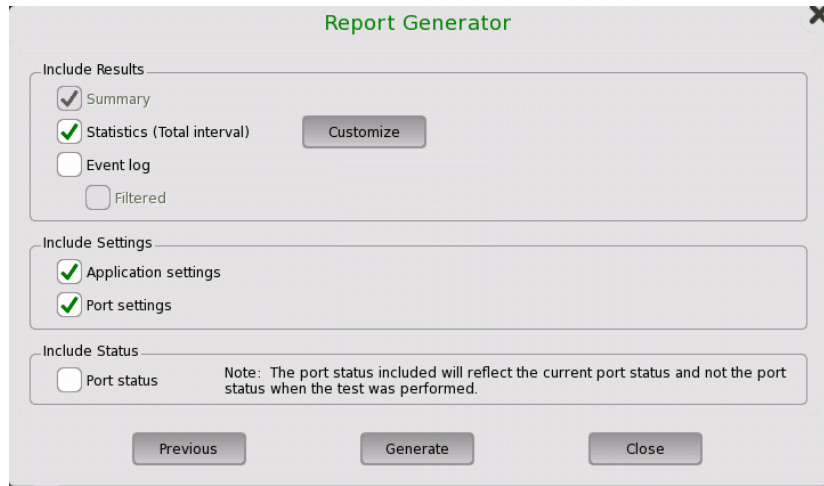 Report Generator
Include Results
Summary
Statistics (Total interval)
Customize
Event log
Filtered
Include Settings
Application settings
Port settings
Include Status
Port status
Note: The port status included will reflect the current port status and not the port
status when the test was performed.
Previous
Generate
Close